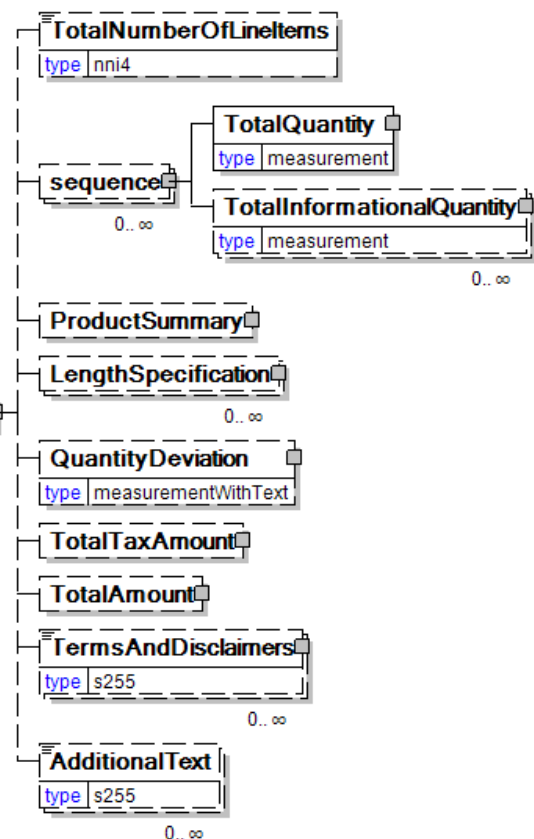 TotalNumberOfLineItems
type nni4
TotalQuantity
type measurement
sequence
0.. ∞
TotalInformationalQuantity
type measurement
0.. ∞
ProductSummary
LengthSpecification
0.. ∞
QuantityDeviation
type measurementWithText
TotalTaxAmount
TotalAmount
TermsAndDisclaimers
type s255
0.. ∞
AdditionalText
type s255
0.. ∞